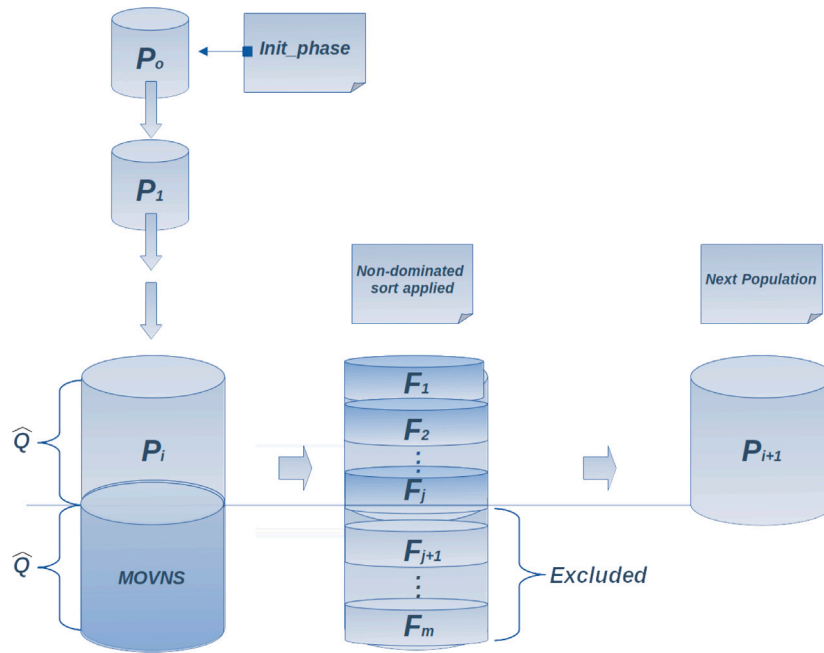 P₀
Init_phase
P₁
Non-dominated
sort applied
Next Population
F₁
Q̂
Pᵢ
F₂
⋮
Pᵢ₊₁
Fⱼ
Q̂
MOVNS
Fⱼ₊₁
Excluded
⋮
Fₘ